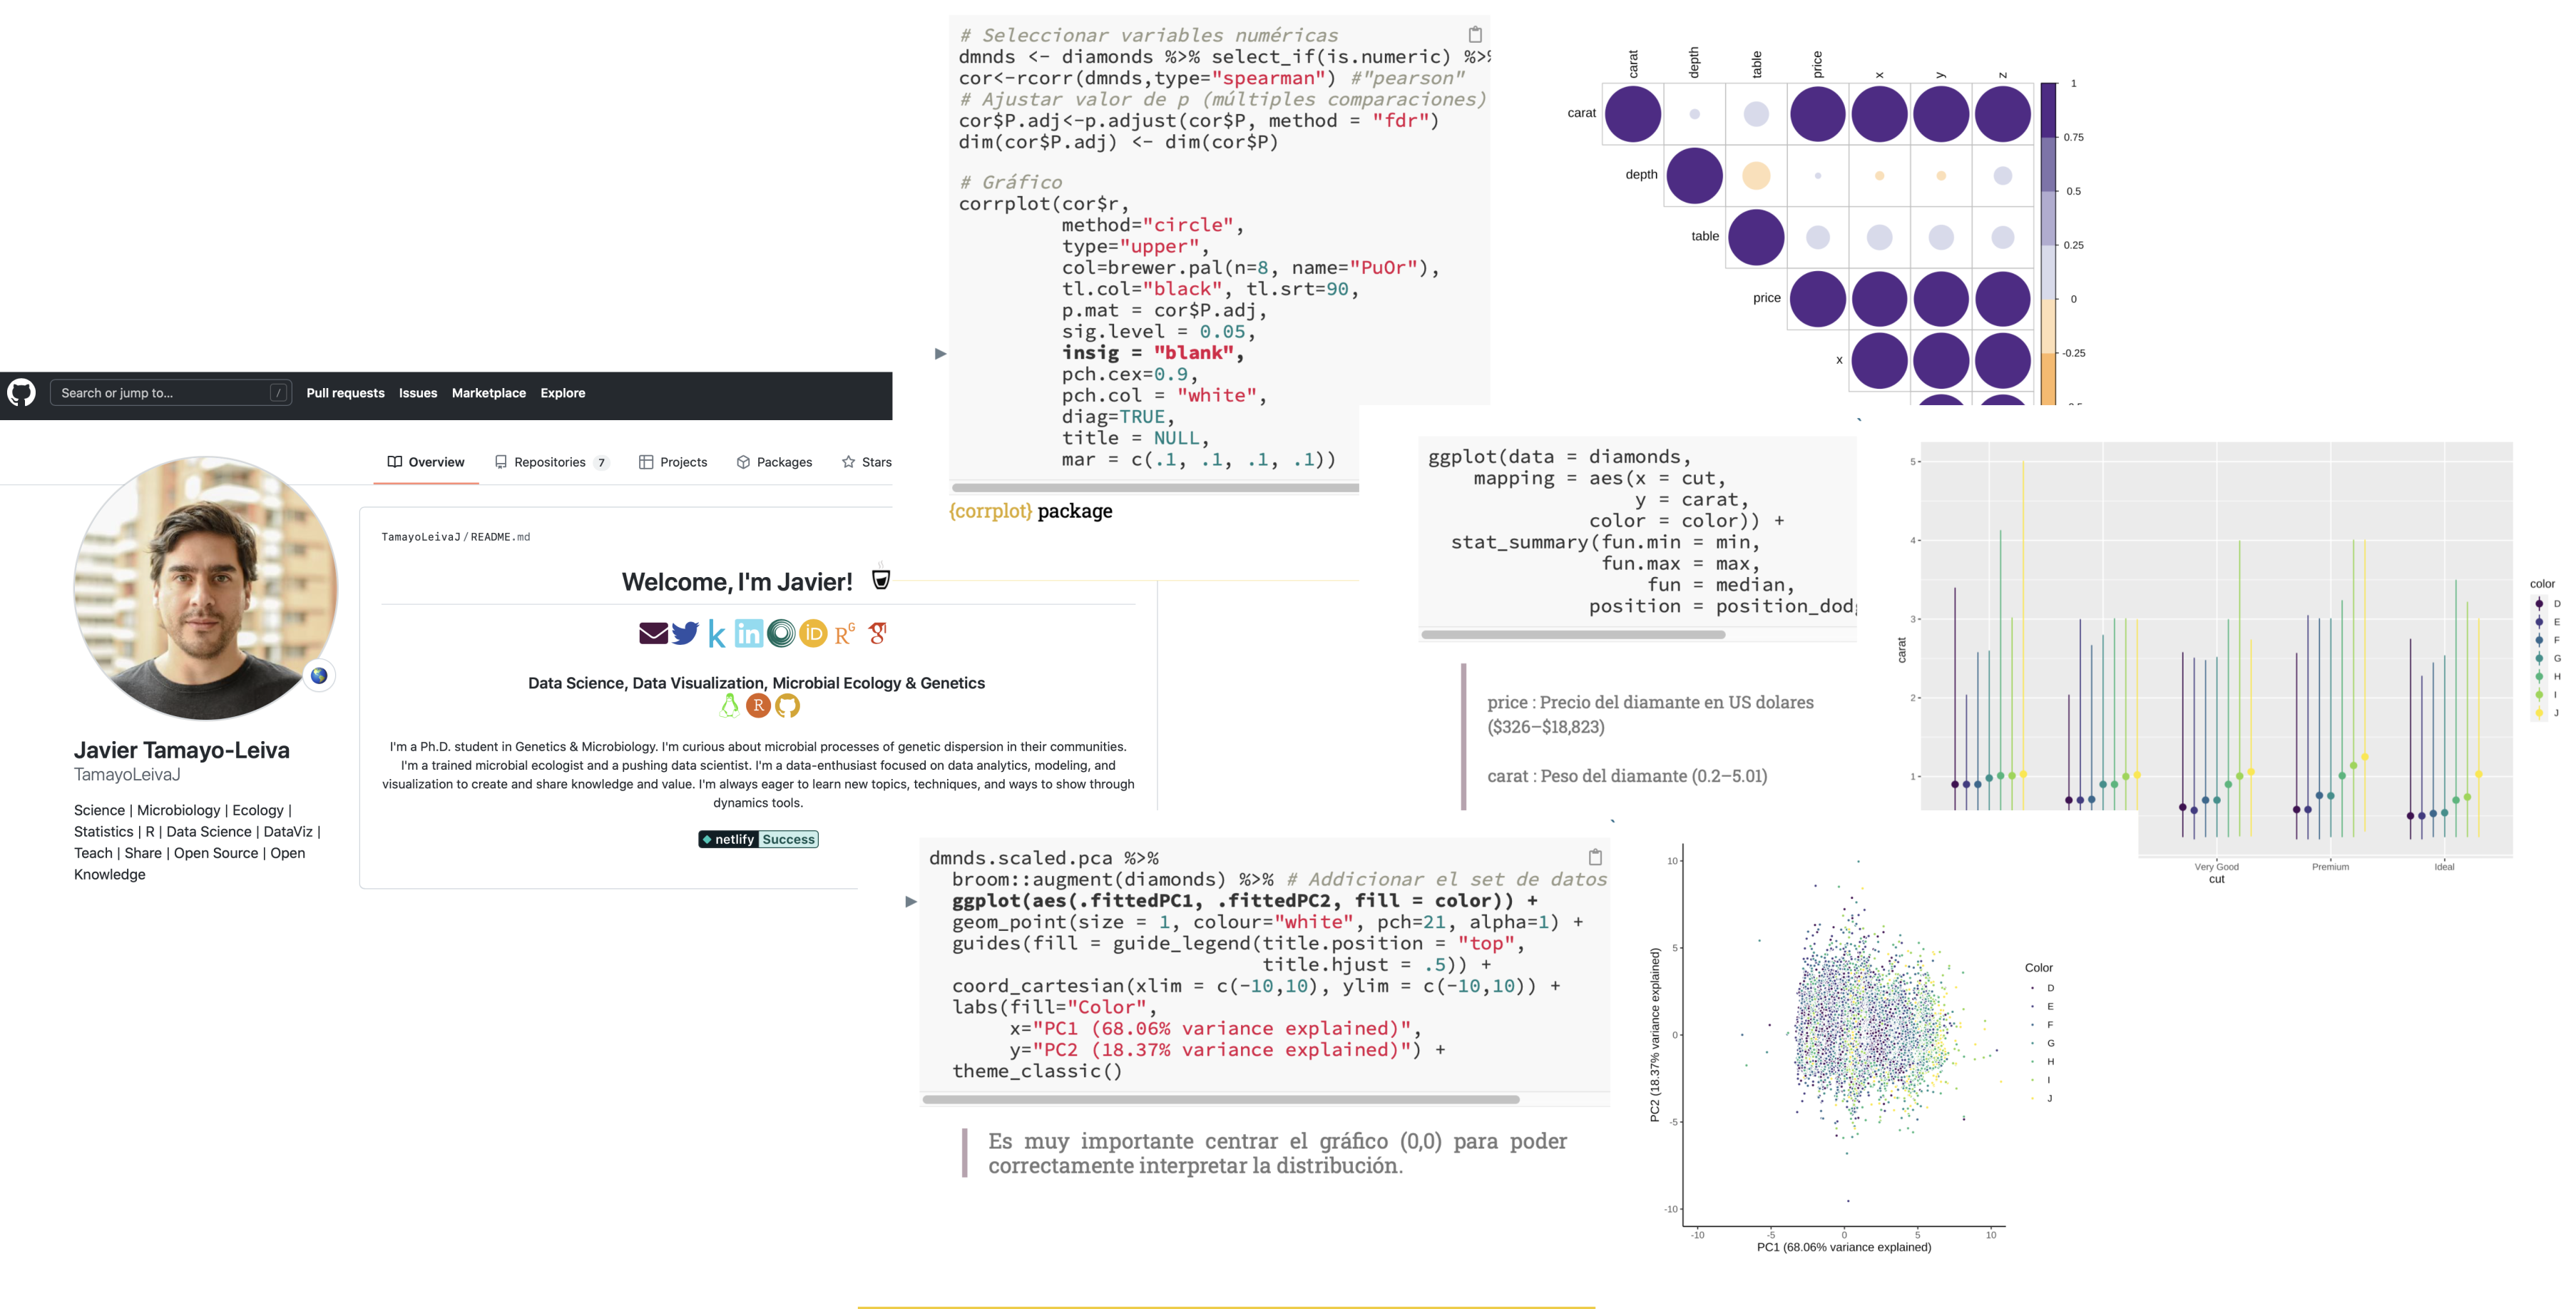 Search or jump to...
/
Pull requests
Issues
Marketplace
Explore
Overview
Repositories 7
Projects
Packages
Stars
TamayoLeivaJ / README.md
Welcome, I'm Javier!
Data Science, Data Visualization, Microbial Ecology & Genetics
I'm a Ph.D. student in Genetics & Microbiology. I'm curious about microbial processes of genetic dispersion in their communities.
I'm a trained microbial ecologist and a pushing data scientist. I'm a data-enthusiast focused on data analytics, modeling, and
visualization to create and share knowledge and value. I'm always eager to learn new topics, techniques, and ways to show through
dynamics tools.
netlify Success
Javier Tamayo-Leiva
TamayoLeivaJ
Science | Microbiology | Ecology |
Statistics | R | Data Science | DataViz |
Teach | Share | Open Source | Open
Knowledge
# Seleccionar variables numéricas
dmnds <- diamonds %>% select_if(is.numeric) %>%
cor<-rcorr(dmnds,type="spearman") #"pearson"
# Ajustar valor de p (múltiples comparaciones)
cor$P.adj<-p.adjust(cor$P, method = "fdr")
dim(cor$P.adj) <- dim(cor$P)
# Gráfico
corrplot(cor$r,
method="circle",
type="upper",
col=brewer.pal(n=8, name="PuOr"),
tl.col="black", tl.srt=90,
p.mat = cor$P.adj,
sig.level = 0.05,
insig = "blank",
pch.cex=0.9,
pch.col = "white",
diag=TRUE,
title = NULL,
mar = c(.1, .1, .1, .1))
{corrplot} package
carat
depth
table
price
x
y
z
carat
depth
table
price
x
1
0.75
0.5
0.25
0
-0.25
ggplot(data = diamonds,
mapping = aes(x = cut,
y = carat,
color = color)) +
stat_summary(fun.min = min,
fun.max = max,
fun = median,
position = position_dod
price : Precio del diamante en US dolares
($326–$18,823)
carat : Peso del diamante (0.2–5.01)
5
4
3
2
1
carat
Very Good
Premium
Ideal
cut
color
D
E
F
G
H
I
J
dmnds.scaled.pca %>%
broom::augment(diamonds) %>% # Addicionar el set de datos
ggplot(aes(.fittedPC1, .fittedPC2, fill = color)) +
geom_point(size = 1, colour="white", pch=21, alpha=1) +
guides(fill = guide_legend(title.position = "top",
title.hjust = .5)) +
coord_cartesian(xlim = c(-10,10), ylim = c(-10,10)) +
labs(fill="Color",
x="PC1 (68.06% variance explained)",
y="PC2 (18.37% variance explained)") +
theme_classic()
Es muy importante centrar el gráfico (0,0) para poder
correctamente interpretar la distribución.
10
5
0
-5
-10
PC2 (18.37% variance explained)
-10
-5
0
5
10
PC1 (68.06% variance explained)
Color
D
E
F
G
H
I
J